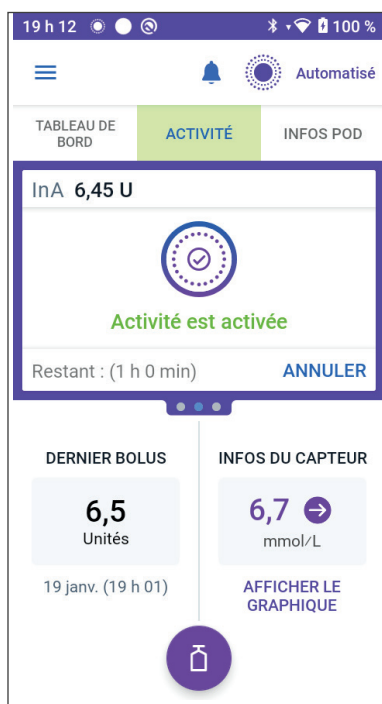 19 h 12 100 %
Automatisé
TABLEAU DE
BORD
ACTIVITÉ
INFOS POD
InA 6,45 U
Activité est activée
Restant : (1 h 0 min) ANNULER
DERNIER BOLUS
6,5
Unités
19 janv. (19 h 01)
INFOS DU CAPTEUR
6,7
mmol/L
AFFICHER LE
GRAPHIQUE